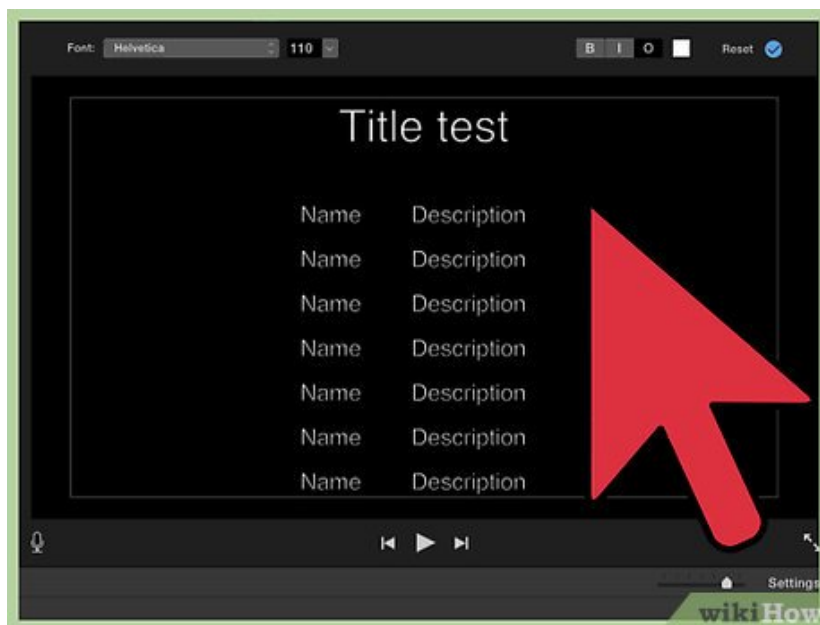 Font: Helvetica 110 B I O Reset
Title test
Name Description
Name Description
Name Description
Name Description
Name Description
Name Description
Name Description
Settings
wikiHow